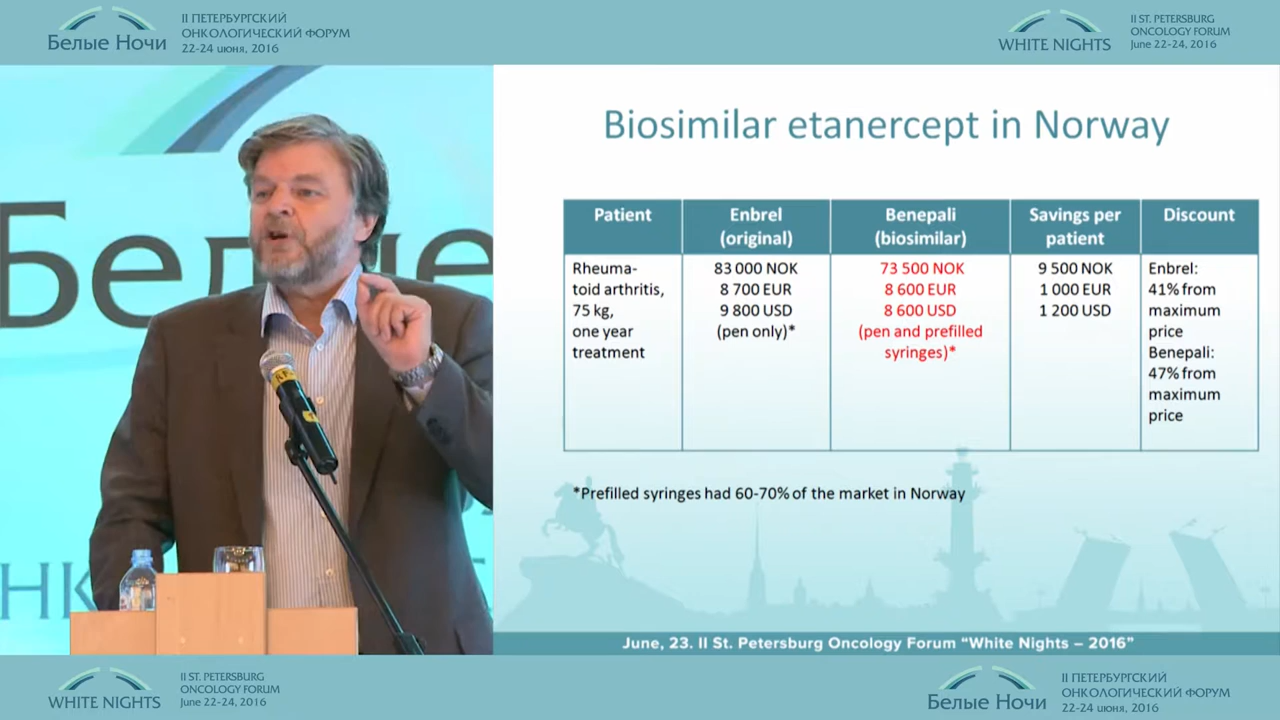 Белые Ночи
II ПЕТЕРБУРГСКИЙ
ОНКОЛОГИЧЕСКИЙ ФОРУМ
22-24 июня, 2016
WHITE NIGHTS
II ST. PETERSBURG
ONCOLOGY FORUM
June 22-24, 2016
Biosimilar etanercept in Norway
Patient
Enbrel
(original)
Benepali
(biosimilar)
Savings per
patient
Discount
Rheuma-
toid arthritis,
75 kg,
one year
treatment
83 000 NOK
8 700 EUR
9 800 USD
(pen only)*
73 500 NOK
8 600 EUR
8 600 USD
(pen and prefilled
syringes)*
9 500 NOK
1 000 EUR
1 200 USD
Enbrel:
41% from
maximum
price
Benepali:
47% from
maximum
price
*Prefilled syringes had 60-70% of the market in Norway
June, 23. II St. Petersburg Oncology Forum “White Nights – 2016”
WHITE NIGHTS
II ST. PETERSBURG
ONCOLOGY FORUM
June 22-24, 2016
Белые Ночи
II ПЕТЕРБУРГСКИЙ
ОНКОЛОГИЧЕСКИЙ ФОРУМ
22-24 июня, 2016